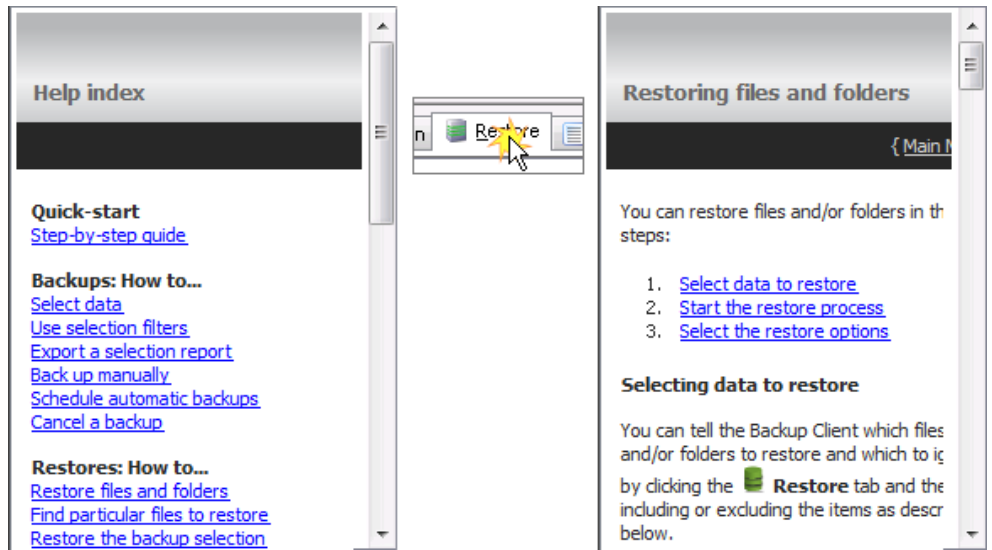 Help index
Quick-start
Step-by-step guide
Backups: How to...
Select data
Use selection filters
Export a selection report
Back up manually
Schedule automatic backups
Cancel a backup
Restores: How to...
Restore files and folders
Find particular files to restore
Restore the backup selection
n Restore
Restoring files and folders
{ Main M
You can restore files and/or folders in th
steps:
1. Select data to restore
2. Start the restore process
3. Select the restore options
Selecting data to restore
You can tell the Backup Client which files
and/or folders to restore and which to ig
by clicking the Restore tab and the
including or excluding the items as descr
below.